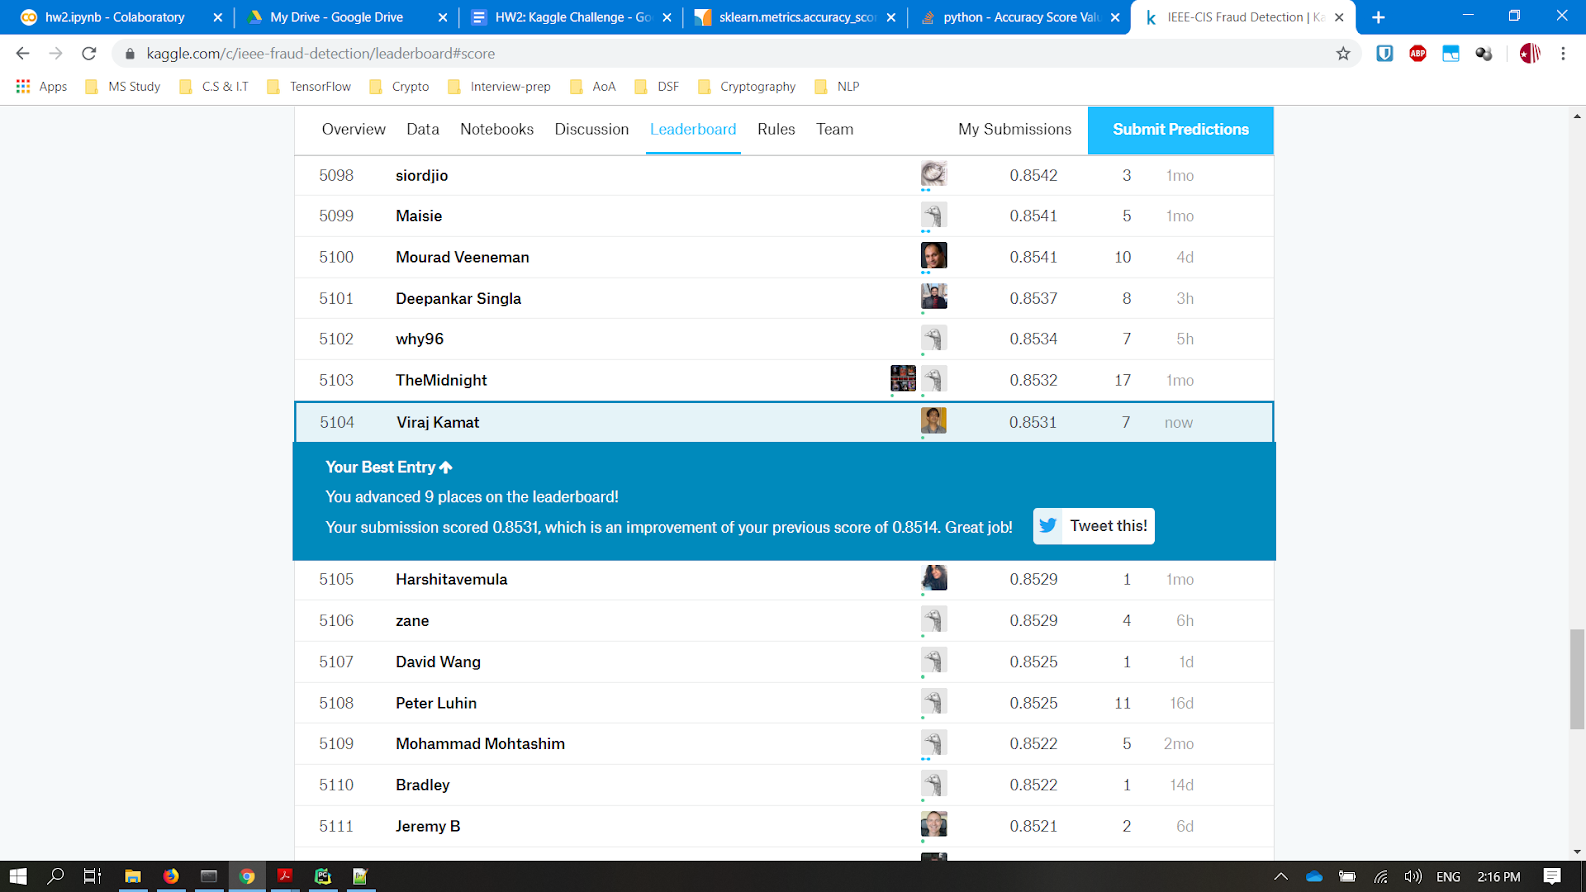 hw2.ipynb - Colaboratory
My Drive - Google Drive
HW2: Kaggle Challenge - Go
sklearn.metrics.accuracy_sco
python - Accuracy Score Valu
IEEE-CIS Fraud Detection | Ka
kaggle.com/c/ieee-fraud-detection/leaderboard#score
ABP
Apps MS Study C.S & I.T TensorFlow Crypto Interview-prep AoA DSF Cryptography NLP
Overview Data Notebooks Discussion Leaderboard Rules Team My Submissions Submit Predictions
5098 siordjio 0.8542 3 1mo
5099 Maisie 0.8541 5 1mo
5100 Mourad Veeneman 0.8541 10 4d
5101 Deepankar Singla 0.8537 8 3h
5102 why96 0.8534 7 5h
5103 TheMidnight 0.8532 17 1mo
5104 Viraj Kamat 0.8531 7 now
Your Best Entry
You advanced 9 places on the leaderboard!
Your submission scored 0.8531, which is an improvement of your previous score of 0.8514. Great job! Tweet this!
5105 Harshitavemula 0.8529 1 1mo
5106 zane 0.8529 4 6h
5107 David Wang 0.8525 1 1d
5108 Peter Luhin 0.8525 11 16d
5109 Mohammad Mohtashim 0.8522 5 2mo
5110 Bradley 0.8522 1 14d
5111 Jeremy B 0.8521 2 6d
ENG 2:16 PM